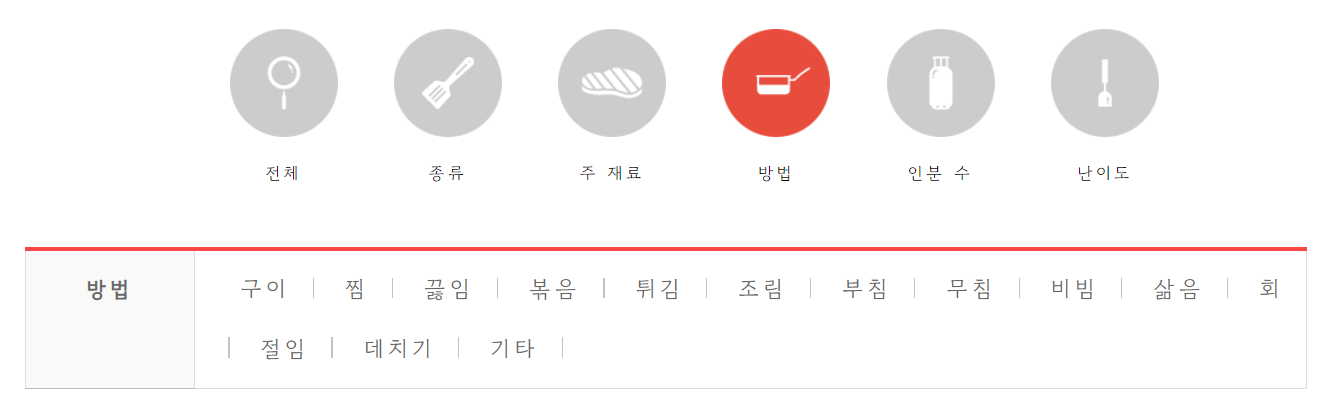 전체 종류 주 재료 방법 인분 수 난이도
방법 구이 찜 끓임 볶음 튀김 조림 부침 무침 비빔 삶음 회
절임 데치기 기타